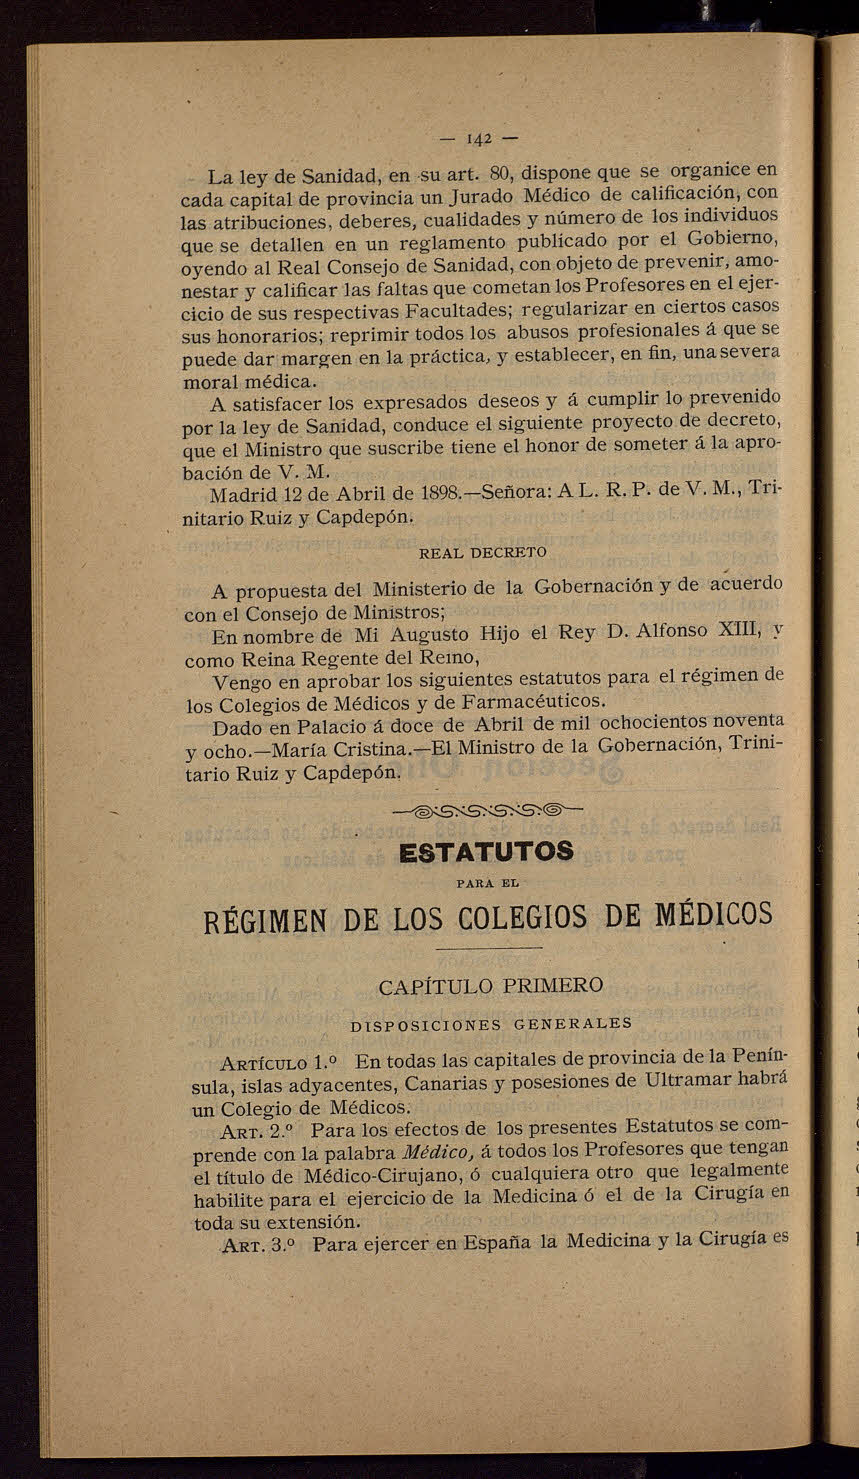 — 142 —
La ley de Sanidad, en su art. 80, dispone que se organice en
cada capital de provincia un Jurado Médico de calificación, con
las atribuciones, deberes, cualidades y número de los individuos
que se detallen en un reglamento publicado por el Gobierno,
oyendo al Real Consejo de Sanidad, con objeto de prevenir, amo-
nestar y calificar las faltas que cometan los Profesores en el ejer-
cicio de sus respectivas Facultades; regularizar en ciertos casos
sus honorarios; reprimir todos los abusos profesionales á que se
puede dar margen en la práctica, y establecer, en fin, una severa
moral médica.
A satisfacer los expresados deseos y á cumplir lo prevenido
por la ley de Sanidad, conduce el siguiente proyecto de decreto,
que el Ministro que suscribe tiene el honor de someter á la apro-
bación de V. M.
Madrid 12 de Abril de 1898.—Señora: A L. R. P. de V. M., Tri-
nitario Ruiz y Capdepón.
REAL DECRETO
A propuesta del Ministerio de la Gobernación y de acuerdo
con el Consejo de Ministros;
En nombre de Mi Augusto Hijo el Rey D. Alfonso XIII, y
como Reina Regente del Reino,
Vengo en aprobar los siguientes estatutos para el régimen de
los Colegios de Médicos y de Farmacéuticos.
Dado en Palacio á doce de Abril de mil ochocientos noventa
y ocho.—María Cristina.—El Ministro de la Gobernación, Trini-
tario Ruiz y Capdepón.
ESTATUTOS
PARA EL
RÉGIMEN DE LOS COLEGIOS DE MÉDICOS
CAPÍTULO PRIMERO
DISPOSICIONES GENERALES
ARTÍCULO 1.º En todas las capitales de provincia de la Penín-
sula, islas adyacentes, Canarias y posesiones de Ultramar habrá
un Colegio de Médicos.
ART. 2.º Para los efectos de los presentes Estatutos se com-
prende con la palabra Médico, á todos los Profesores que tengan
el título de Médico-Cirujano, ó cualquiera otro que legalmente
habilite para el ejercicio de la Medicina ó el de la Cirugía en
toda su extensión.
ART. 3.º Para ejercer en España la Medicina y la Cirugía es